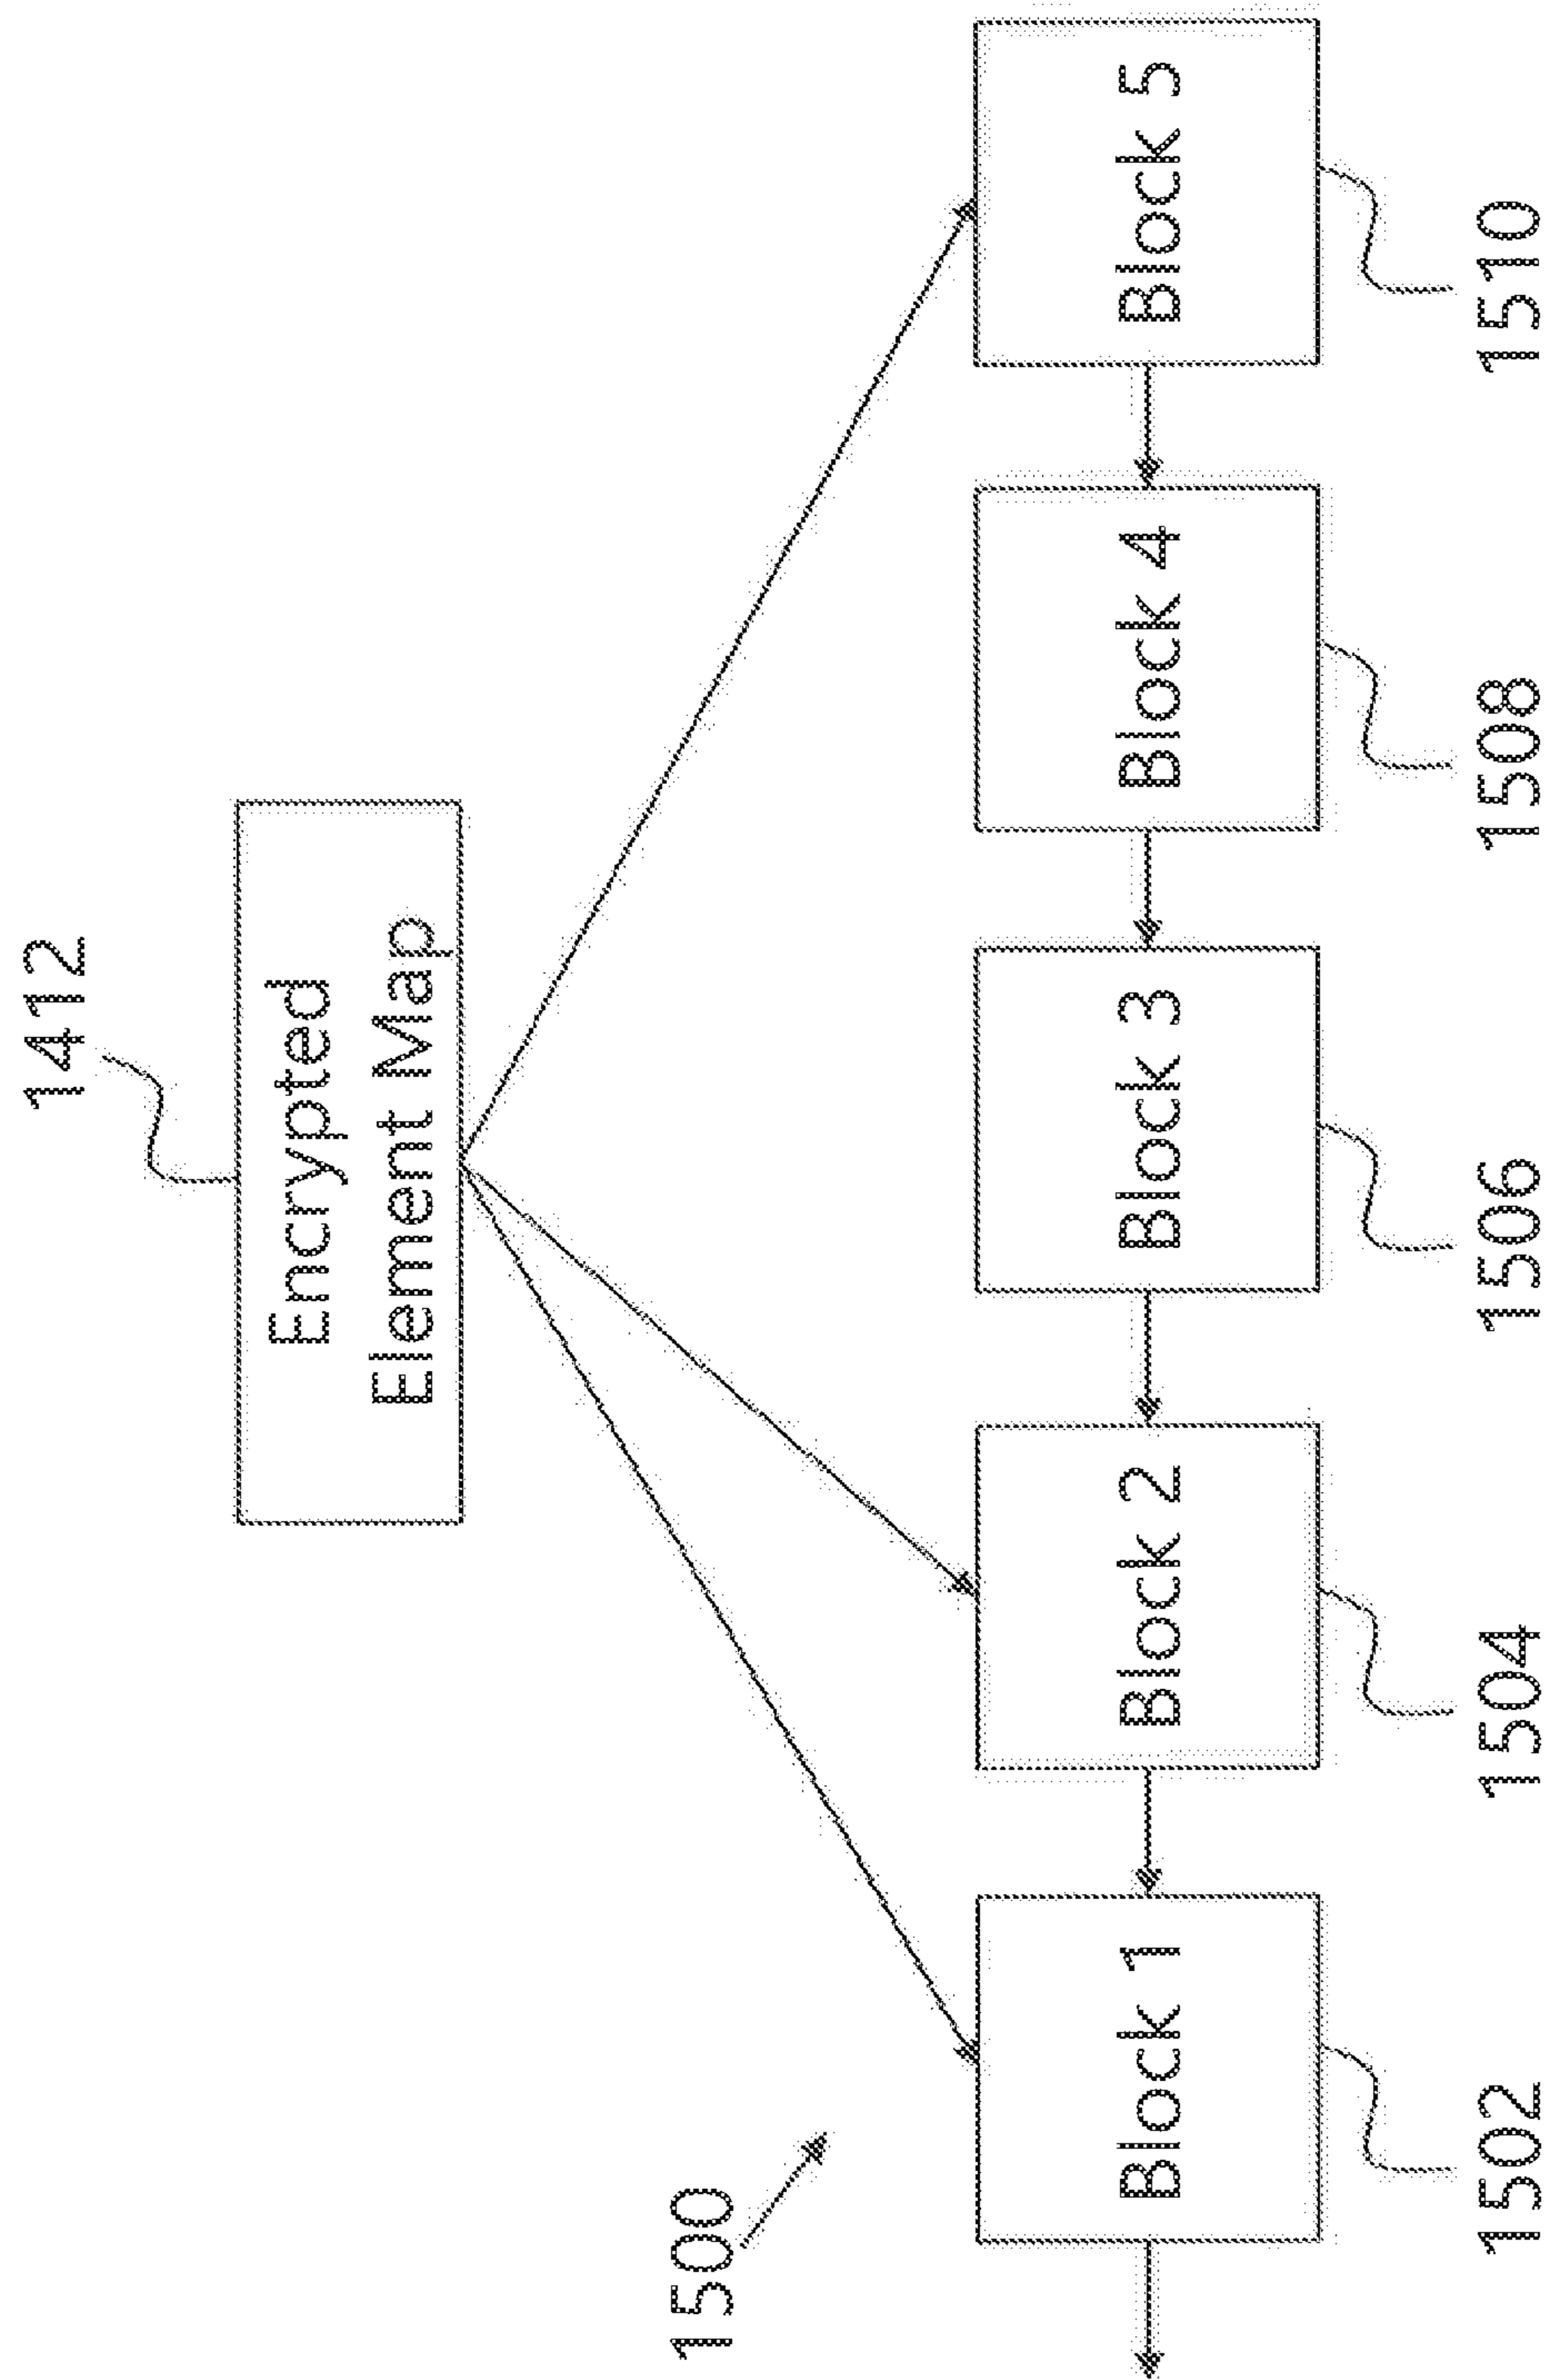 1412
Encrypted
Element Map
1500
Block 1
Block 2
Block 3
Block 4
Block 5
1502
1504
1506
1508
1510